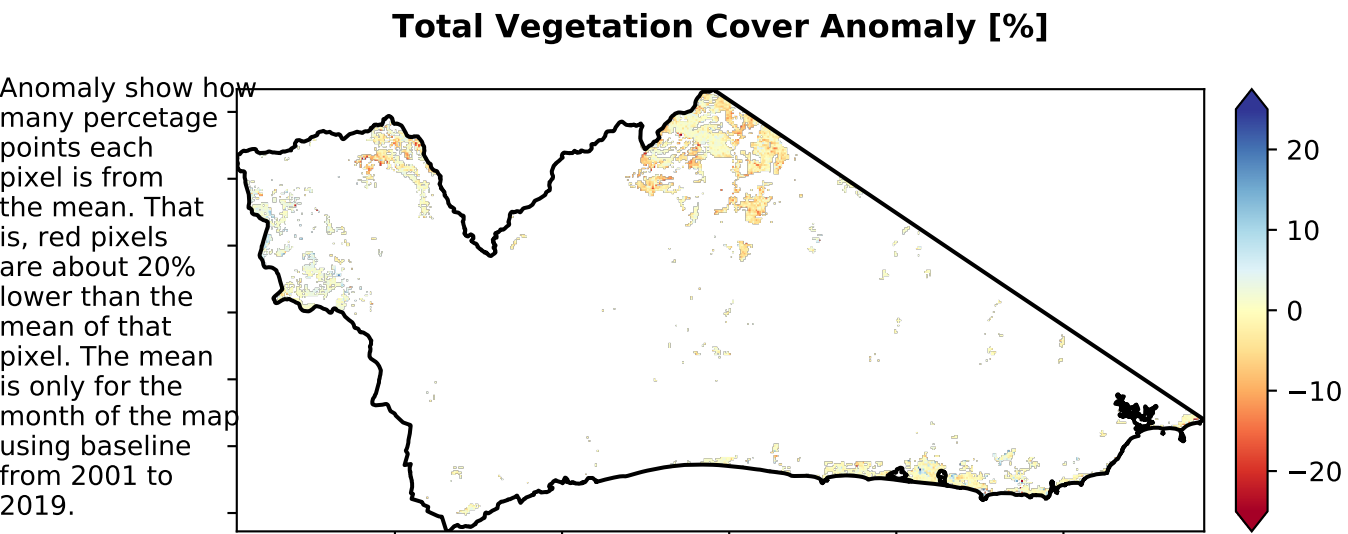 Total Vegetation Cover Anomaly [%]
Anomaly show how
many percetage
points each
pixel is from
the mean. That
is, red pixels
are about 20%
lower than the
mean of that
pixel. The mean
is only for the
month of the map
using baseline
from 2001 to
2019.
20
10
0
−10
−20